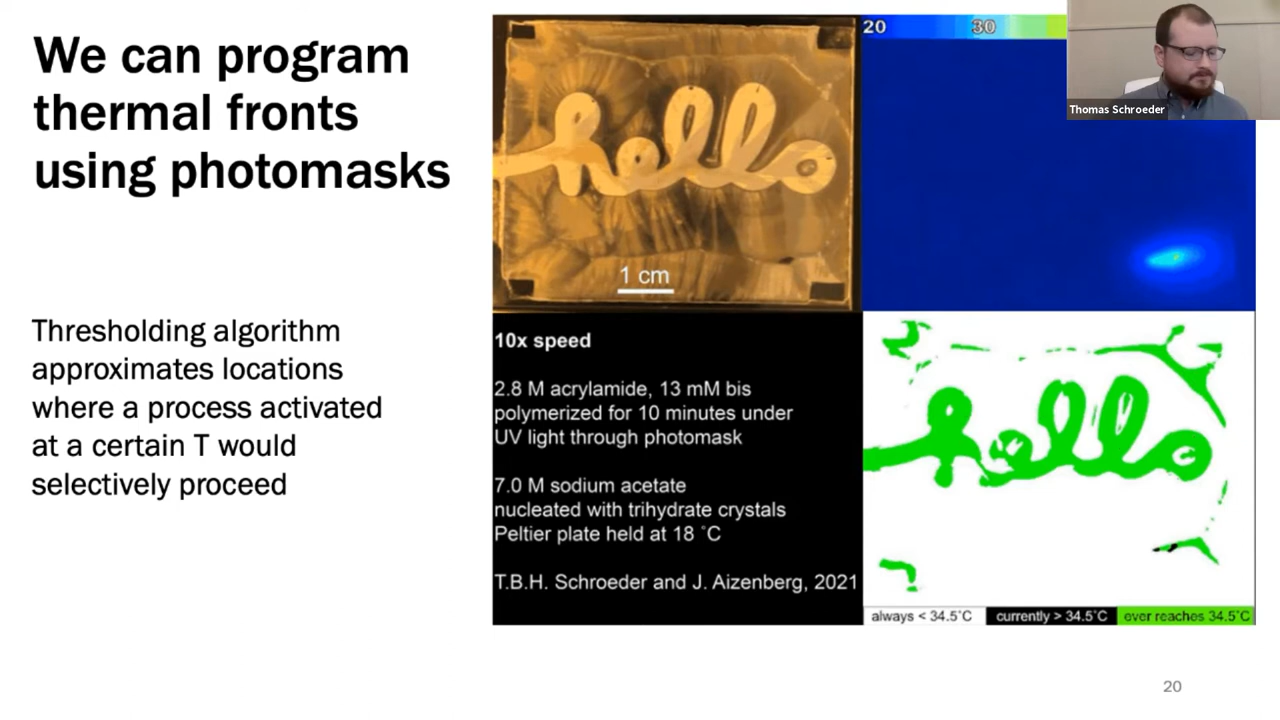 We can program
thermal fronts
using photomasks
Thresholding algorithm
approximates locations
where a process activated
at a certain T would
selectively proceed
hello
1 cm
10x speed
2.8 M acrylamide, 13 mM bis
polymerized for 10 minutes under
UV light through photomask
7.0 M sodium acetate
nucleated with trihydrate crystals
Peltier plate held at 18 ˚C
T.B.H. Schroeder and J. Aizenberg, 2021
20 30
Thomas Schroeder
hello
always < 34.5˚C currently > 34.5˚C ever reaches 34.5˚C
20